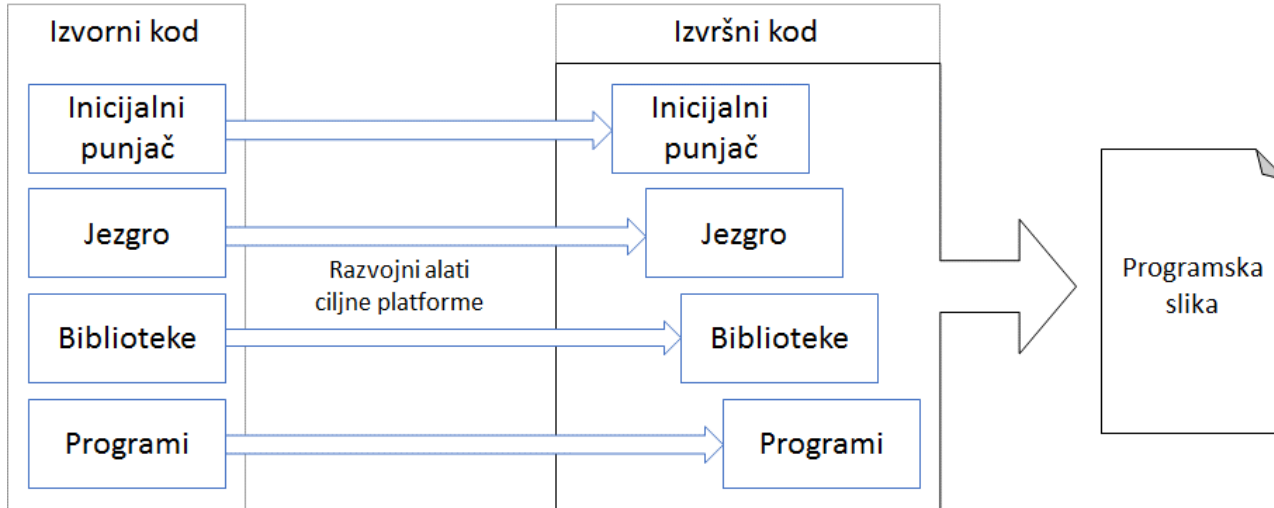 Izvorni kod
Inicijalni
punjač
Jezgro
Biblioteke
Programi
Razvojni alati
ciljne platforme
Izvršni kod
Inicijalni
punjač
Jezgro
Biblioteke
Programi
Programska
slika